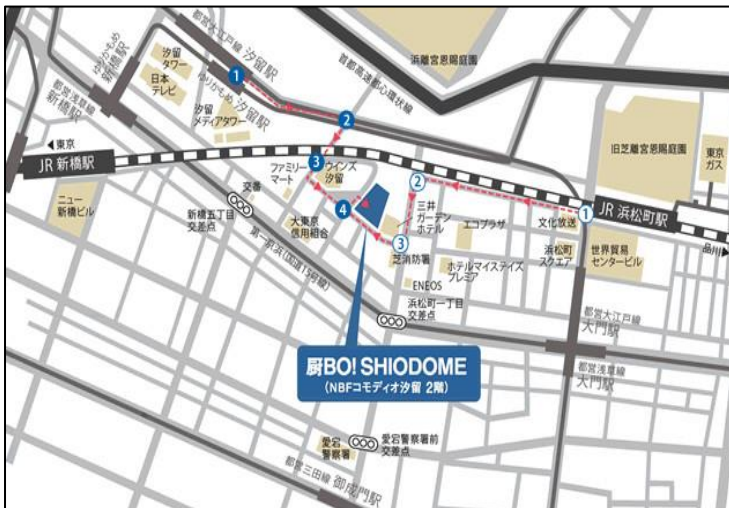 都営大江戸線 汐留駅
ゆりかもめ
新橋駅
都営浅草線
新橋駅
汐留
タワー
日本
テレビ
ゆりかもめ 汐留駅
汐留
メディアタワー
首都高速都心環状線
浜離宮恩賜庭園
旧芝離宮恩賜庭園
東京
ガス
1
2
3
4
東京
JR 新橋駅
ファミリー
マート
ウインズ
汐留
交番
ニュー
新橋ビル
新橋五丁目
交差点
大東京
信用組合
第一京浜(国道15号線)
2
1
3
三井
ガーデン
ホテル
エコプラザ
文化放送
JR 浜松町駅
品川
浜松町
スクエア
世界貿易
センタービル
芝消防署
ホテルマイステイズ
プレミア
ENEOS
浜松町一丁目
交差点
都営大江戸線
大門駅
都営浅草線
大門駅
厨BO! SHIODOME
(NBFコモディオ汐留 2階)
愛宕
警察署
愛宕警察署前
交差点
都営三田線 御成門駅